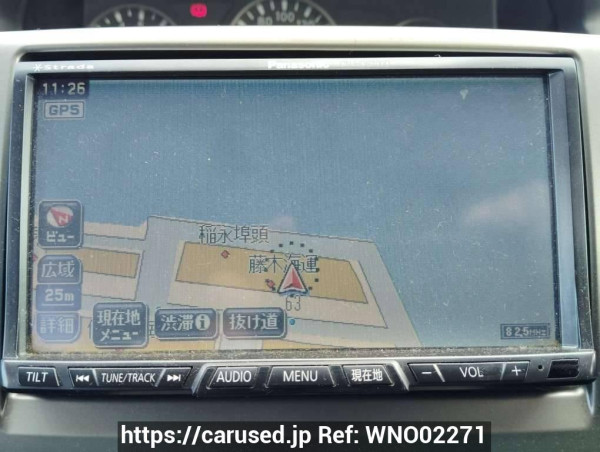 Strada
Panasonic
11:26
GPS
稲永埠頭
ビュー
藤木海運
広域
25m
63
詳細
現在地
メニュー
渋滞
抜け道
82.5MHz
TILT
TUNE/TRACK
AUDIO
MENU
現在地
−
VOL
+
https://carused.jp Ref: WNO02271